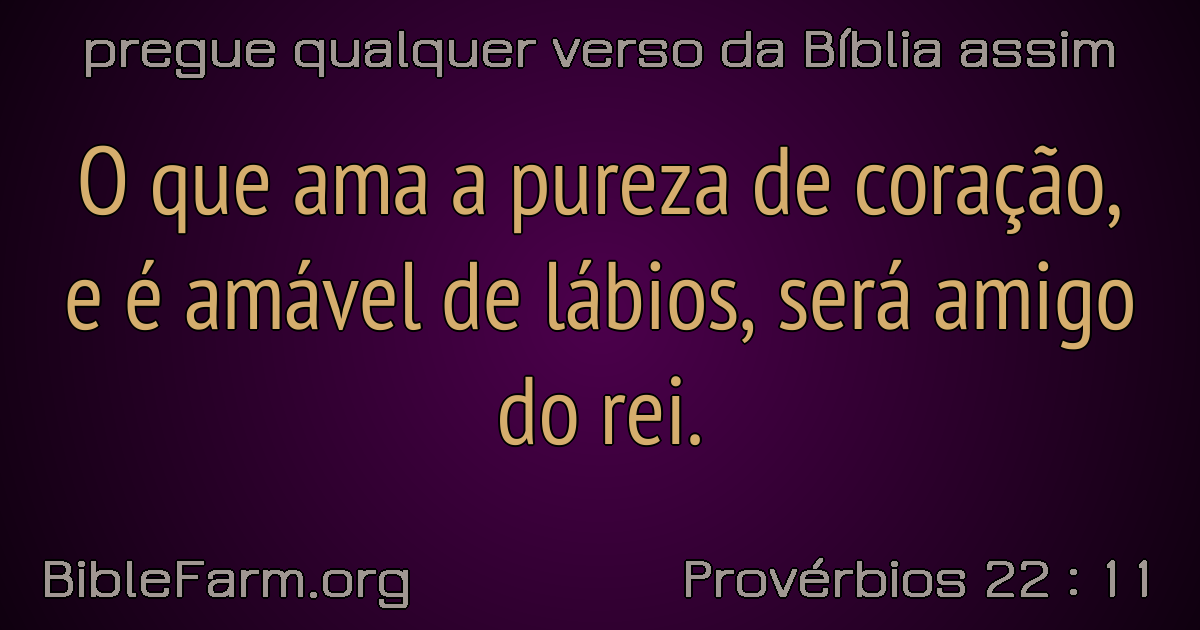 pregue qualquer verso da Bíblia assim
O que ama a pureza de coração,
e é amável de lábios, será amigo
do rei.
BibleFarm.org
Provérbios 22 : 11